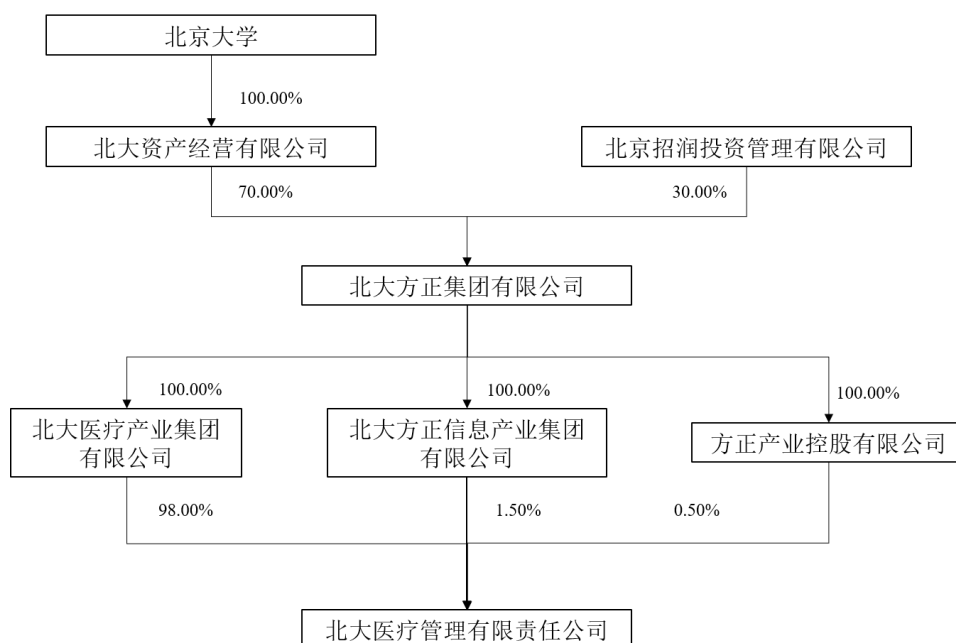 北京大学
100.00%
北大资产经营有限公司
北京招润投资管理有限公司
70.00%
30.00%
北大方正集团有限公司
100.00%
100.00%
100.00%
北大医疗产业集团
有限公司
北大方正信息产业集团
有限公司
方正产业控股有限公司
98.00%
1.50%
0.50%
北大医疗管理有限责任公司